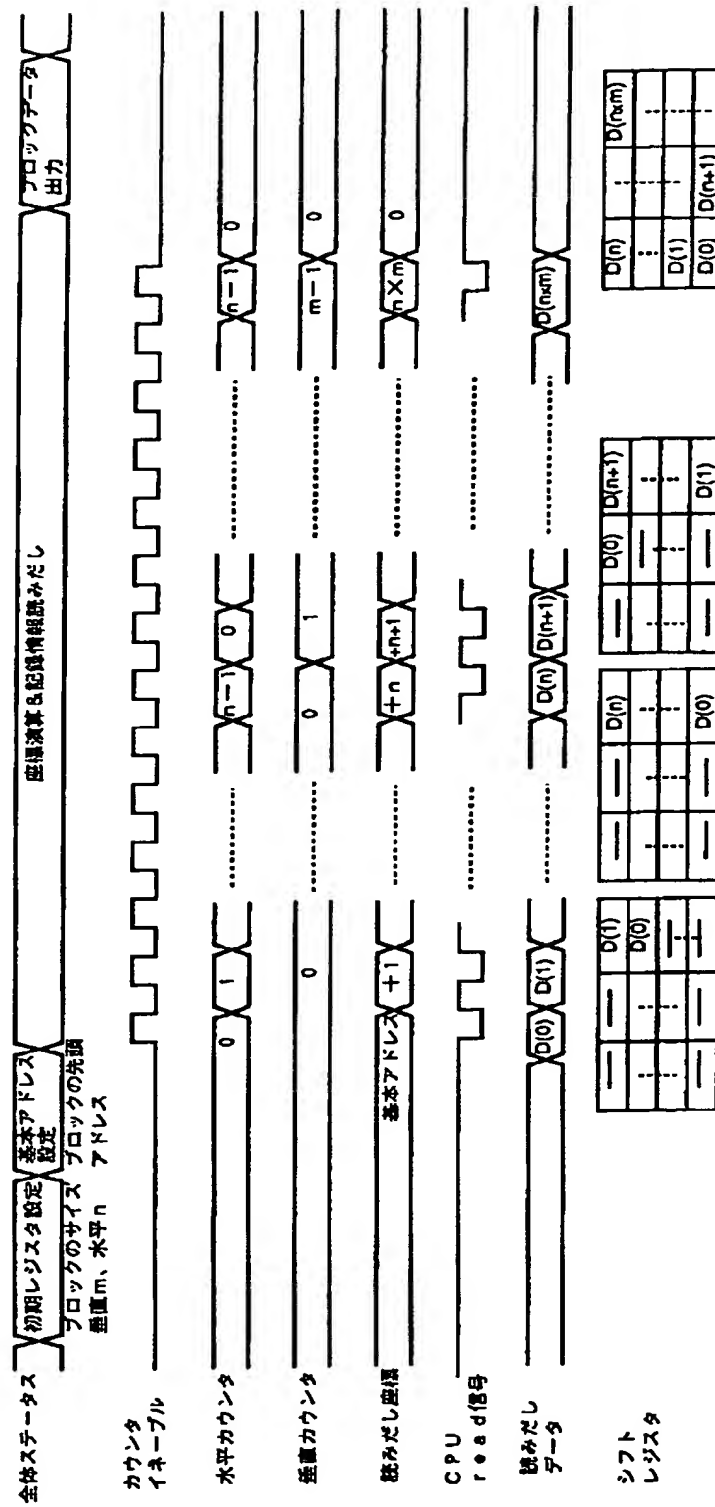 全体ステータス 初期レジスタ設定 基本アドレス設定 座標演算&記録情報読みだし ブロックデータ出力
ブロックのサイズ 垂直m、水平n
ブロックの先頭アドレス
カウンタイネーブル
水平カウンタ 0 1 n−1 0 n−1 0
垂直カウンタ 0 0 1 m−1 0
読みだし座標 基本アドレス +1 +n +n+1 n×m 0
CPU read信号
読みだしデータ D(0) D(1) D(n) D(n+1) D(n×m)
シフトレジスタ
D(1)
D(0)
D(n)
D(0)
D(0) D(n+1)
D(1)
D(n) D(n×m)
D(1)
D(0) D(n+1)